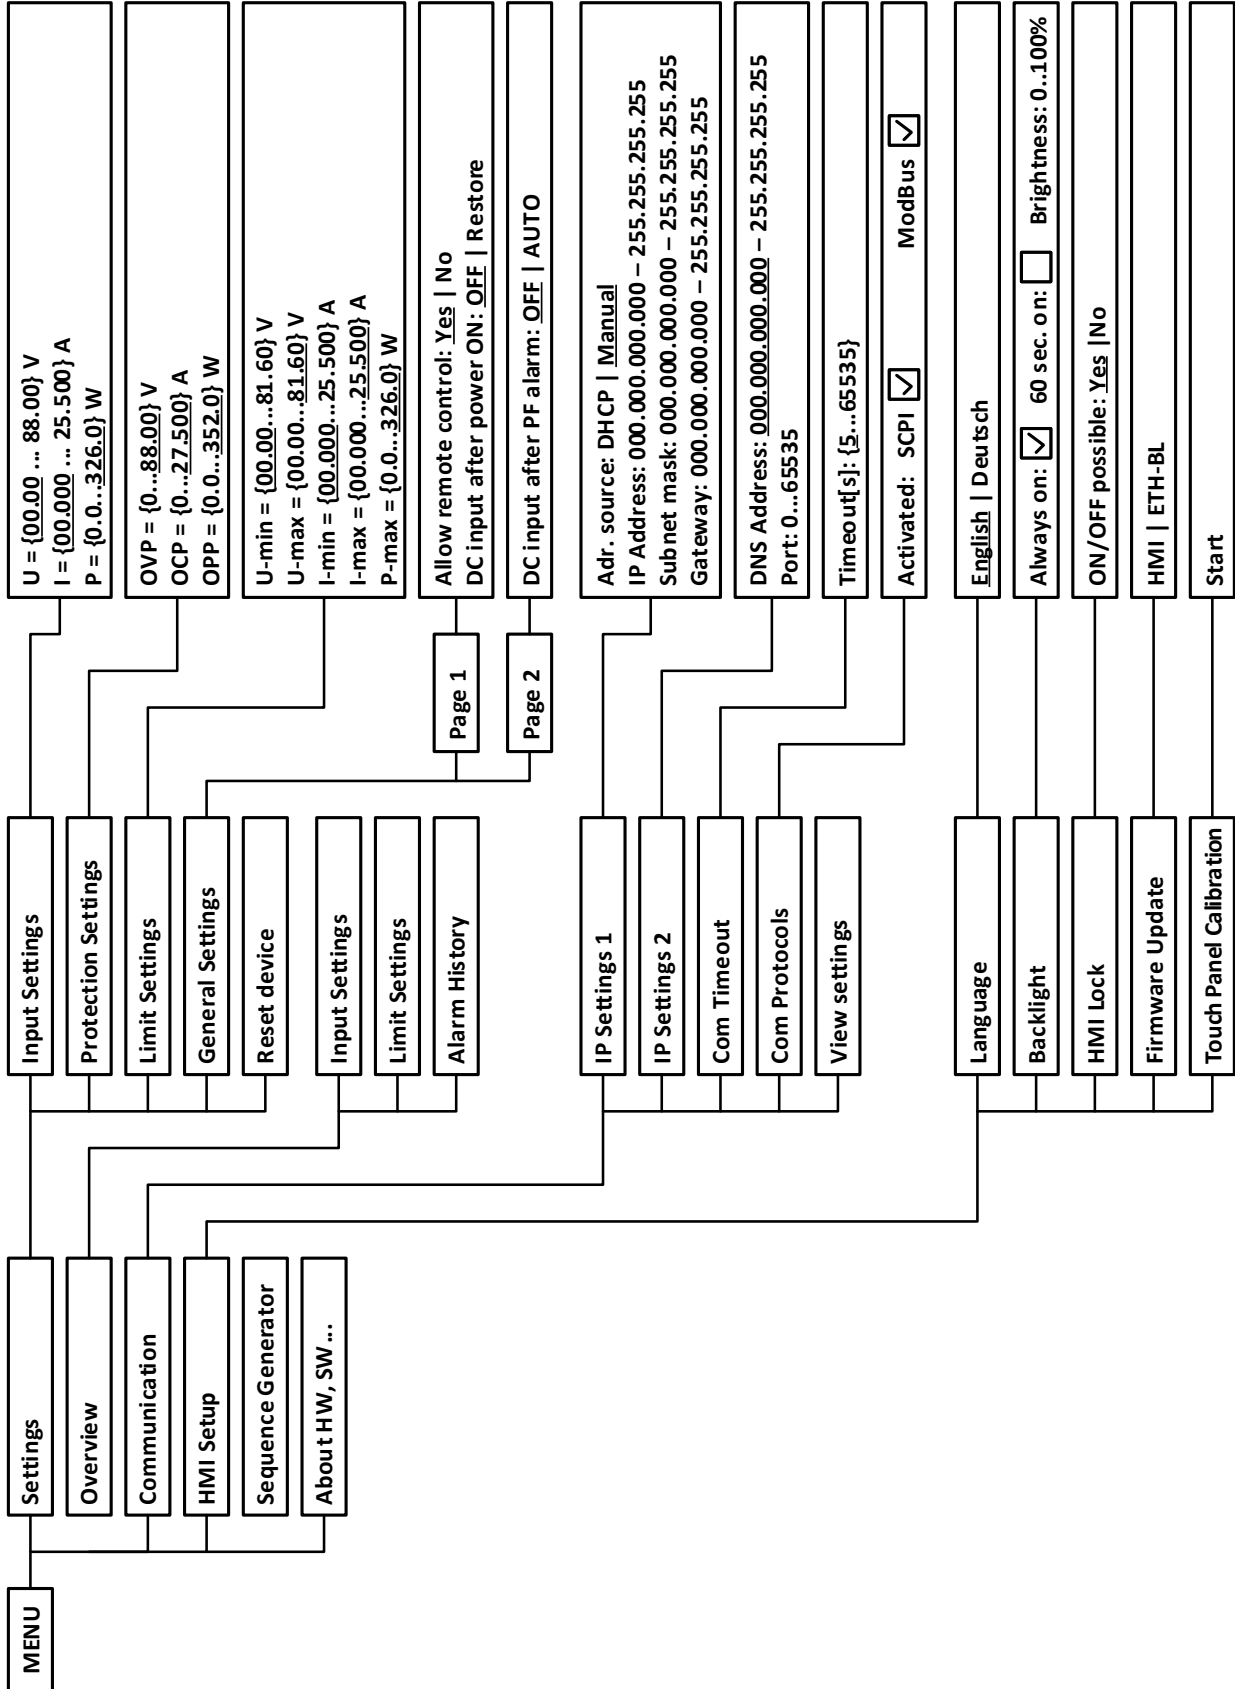 MENU
Settings
Overview
Communication
HMI Setup
Sequence Generator
About HW, SW...
Input Settings
Protection Settings
Limit Settings
General Settings
Reset device
Input Settings
Limit Settings
Alarm History
IP Settings 1
IP Settings 2
Com Timeout
Com Protocols
View settings
Language
Backlight
HMI Lock
Firmware Update
Touch Panel Calibration
Page 1
Page 2
U = {00.00 ... 88.00} V
I = {00.000 ... 25.500} A
P = {0.0...326.0} W
OVP = {0...88.00} V
OCP = {0...27.500} A
OPP = {0.0...352.0} W
U-min = {00.00...81.60} V
U-max = {00.00...81.60} V
I-min = {00.000...25.500} A
I-max = {00.000...25.500} A
P-max = {0.0...326.0} W
Allow remote control: Yes | No
DC input after power ON: OFF | Restore
DC input after PF alarm: OFF | AUTO
Adr. source: DHCP | Manual
IP Address: 000.000.000.000 – 255.255.255.255
Subnet mask: 000.000.000.000 – 255.255.255.255
Gateway: 000.000.000.000 – 255.255.255.255
DNS Address: 000.000.000.000 – 255.255.255.255
Port: 0...65535
Timeout[s]: {5...65535}
Activated: SCPI ☑ ModBus ☑
English | Deutsch
Always on: ☑ 60 sec. on: ☐ Brightness: 0..100%
ON/OFF possible: Yes |No
HMI | ETH-BL
Start